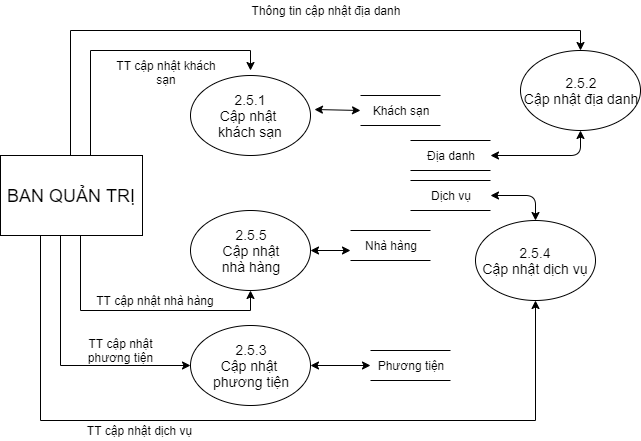 Thông tin cập nhật địa danh
TT cập nhật khách
sạn
2.5.1
Cập nhật
khách sạn
Khách sạn
2.5.2
Cập nhật địa danh
Địa danh
BAN QUẢN TRỊ
Dịch vụ
2.5.5
Cập nhật
nhà hàng
Nhà hàng
2.5.4
Cập nhật dịch vụ
TT cập nhật nhà hàng
TT cập nhật
phương tiện
2.5.3
Cập nhật
phương tiện
Phương tiện
TT cập nhật dịch vụ